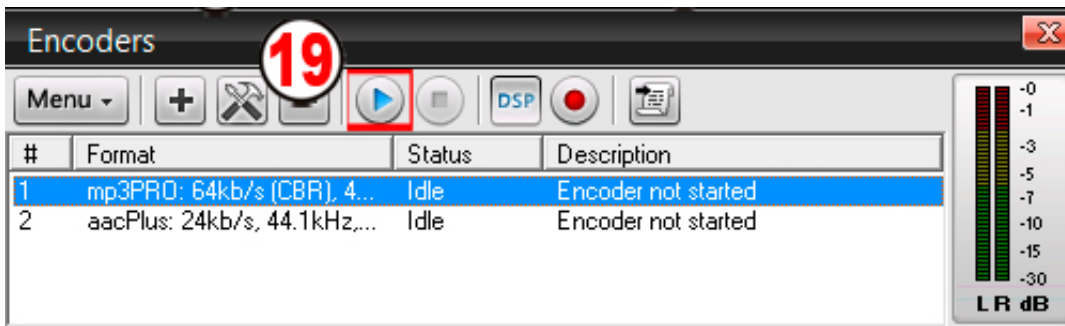 Encoders
19
Menu
DSP
# Format Status Description
1 mp3PRO: 64kb/s (CBR), 4... Idle Encoder not started
2 aacPlus: 24kb/s, 44.1kHz,... Idle Encoder not started
-0
-1
-3
-5
-7
-10
-15
-30
L R dB